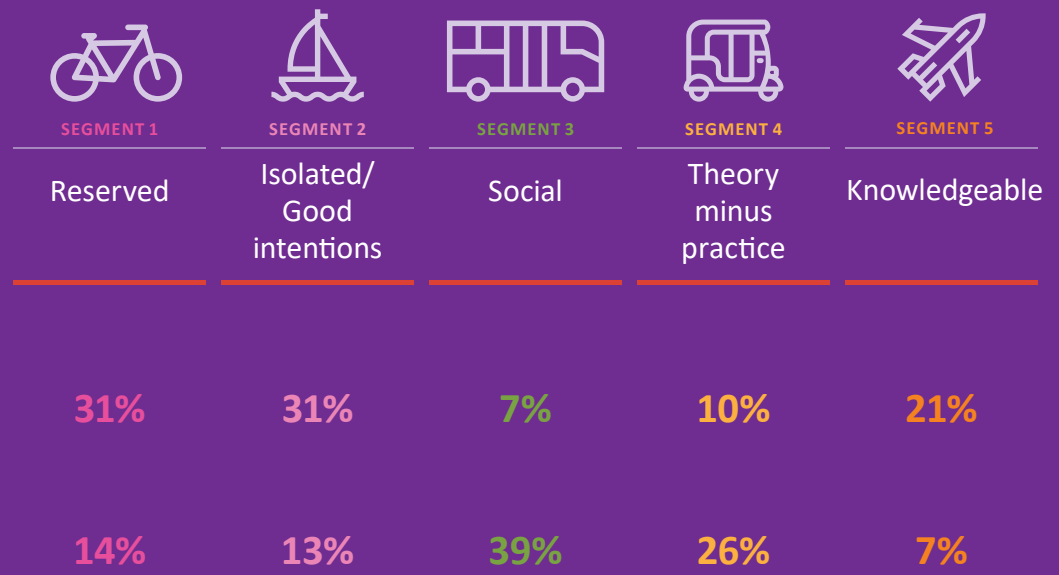 SEGMENT 1
SEGMENT 2
SEGMENT 3
SEGMENT 4
SEGMENT 5
Reserved
Isolated/
Good
intentions
Social
Theory
minus
practice
Knowledgeable
31%
31%
7%
10%
21%
14%
13%
39%
26%
7%